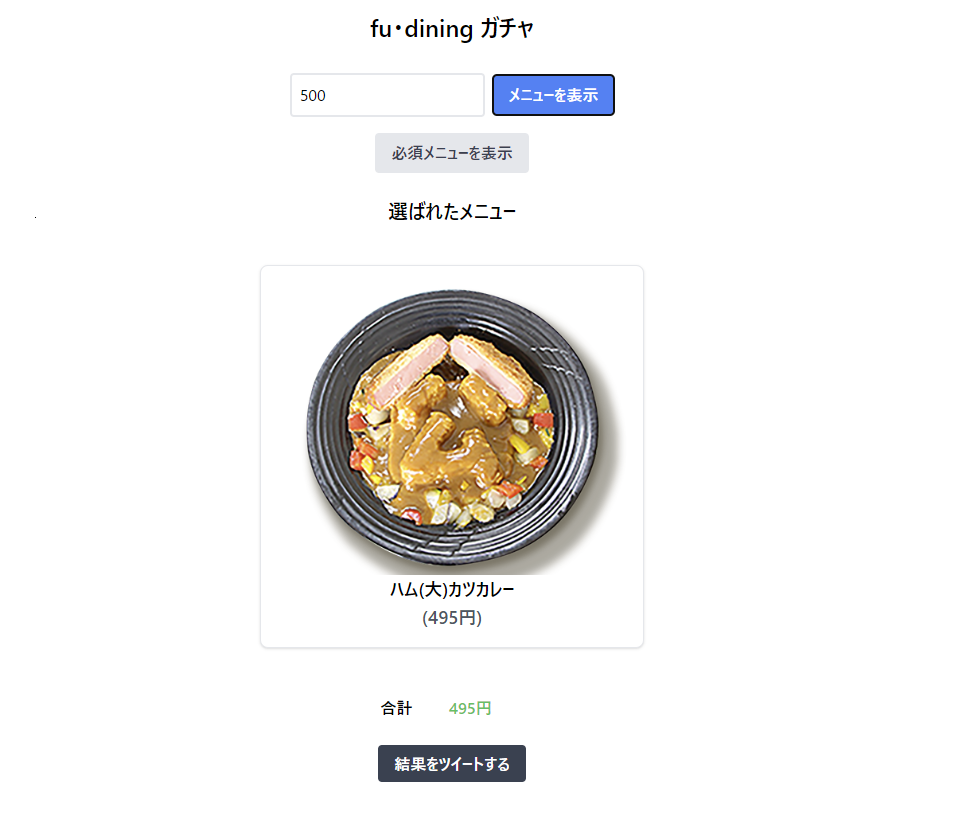 fu・dining ガチャ
500
メニューを表示
必須メニューを表示
選ばれたメニュー
ハム(大)カツカレー
(495円)
合計 495円
結果をツイートする